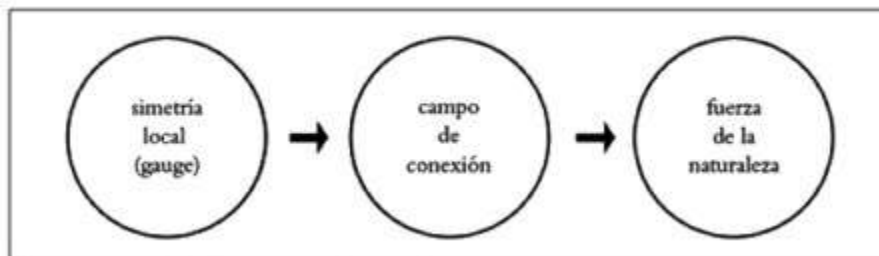 simetría
local
(gauge)
campo
de
conexión
fuerza
de la
naturaleza